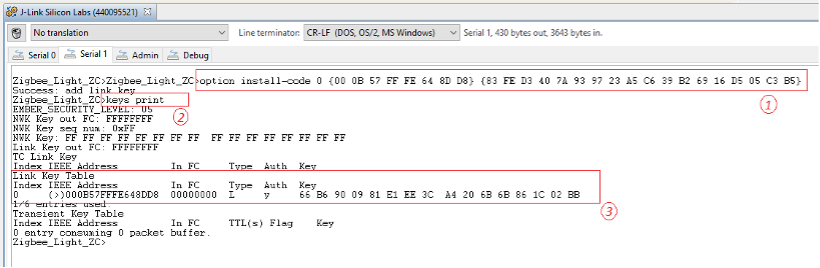 J-Link Silicon Labs (440095521)
No translation Line terminator: CR-LF (DOS, OS/2, MS Windows) Serial 1, 430 bytes out, 3643 bytes in.
Serial 0 Serial 1 Admin Debug
Zigbee_Light_ZC>Zigbee_Light_ZC>option install-code 0 {00 0B 57 FF FE 64 8D D8} {83 FE D3 40 7A 93 97 23 A5 C6 39 B2 69 16 D5 05 C3 B5}
1
Success: add link key
Zigbee_Light_ZC>keys print
2
EMBER_SECURITY_LEVEL: 05
NWK Key out FC: FFFFFFFF
NWK Key seq num: 0xFF
NWK Key: FF FF FF FF FF FF FF FF FF FF FF FF FF FF FF FF
Link Key out FC: FFFFFFFF
TC Link Key
Index IEEE Address In FC Type Auth Key
Link Key Table
Index IEEE Address In FC Type Auth Key
0 (>)000B57FFFE648DD8 00000000 L y 66 B6 90 09 81 E1 EE 3C A4 20 6B 6B 86 1C 02 BB
3
1/6 entries used.
Transient Key Table
Index IEEE Address In FC TTL(s) Flag Key
0 entry consuming 0 packet buffer.
Zigbee_Light_ZC>